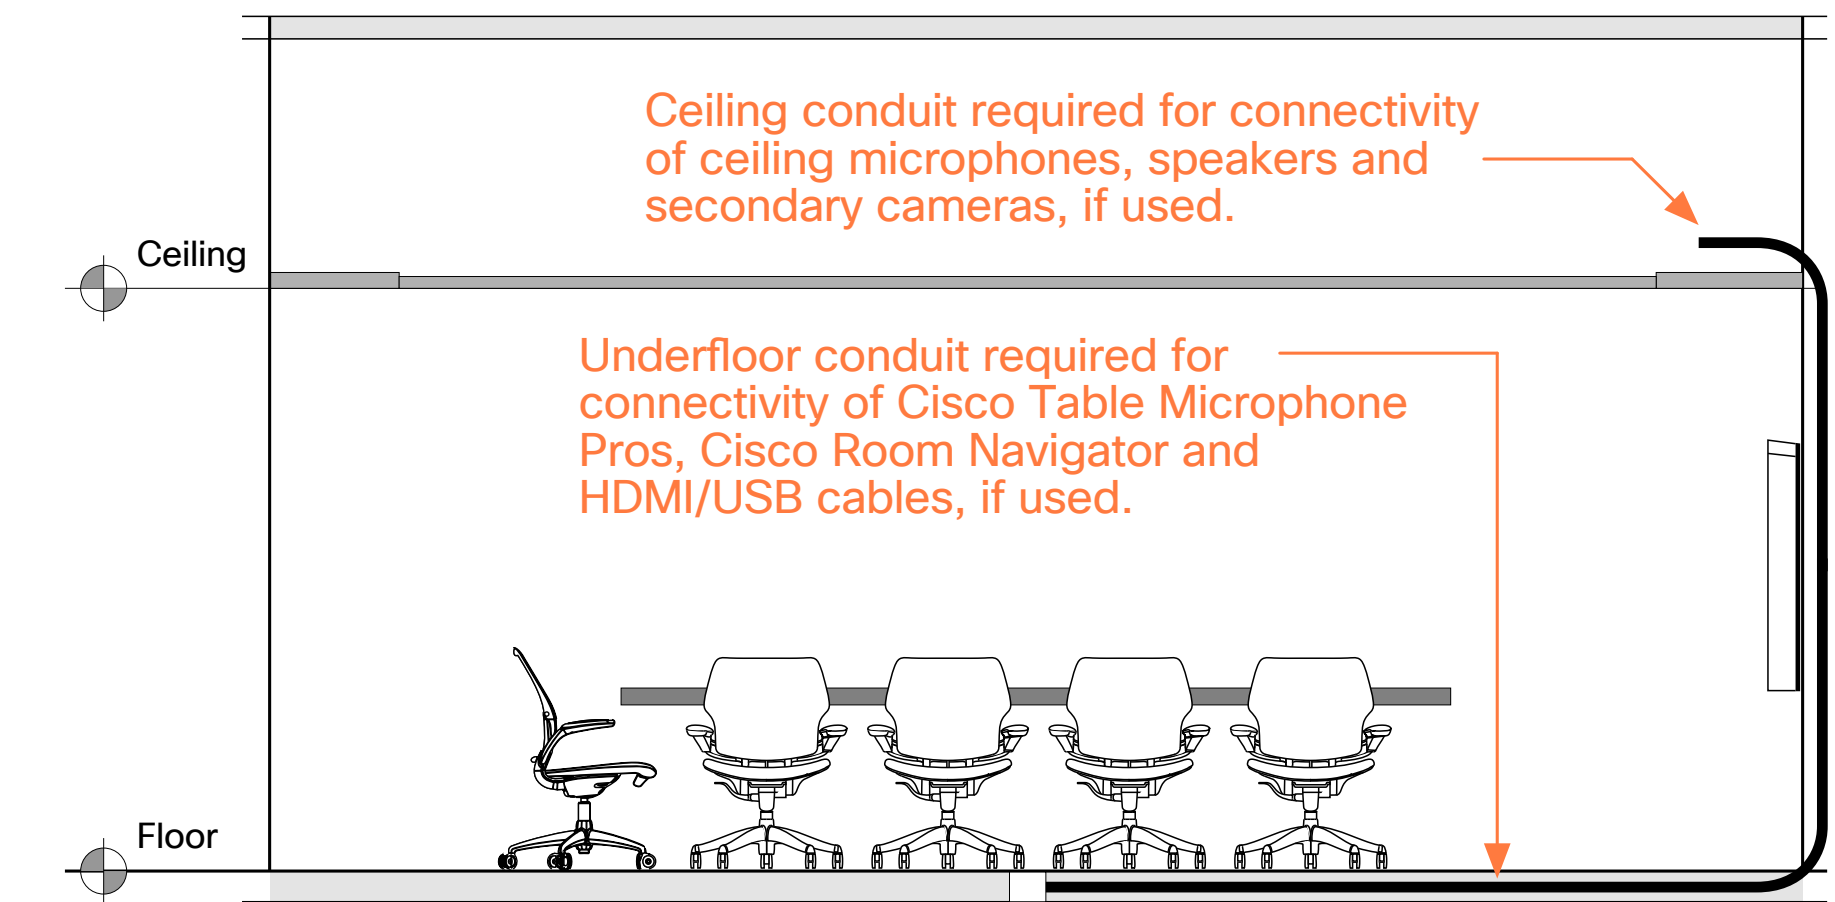 Ceiling conduit required for connectivity
of ceiling microphones, speakers and
secondary cameras, if used.
Ceiling
Underfloor conduit required for
connectivity of Cisco Table Microphone
Pros, Cisco Room Navigator and
HDMI/USB cables, if used.
Floor